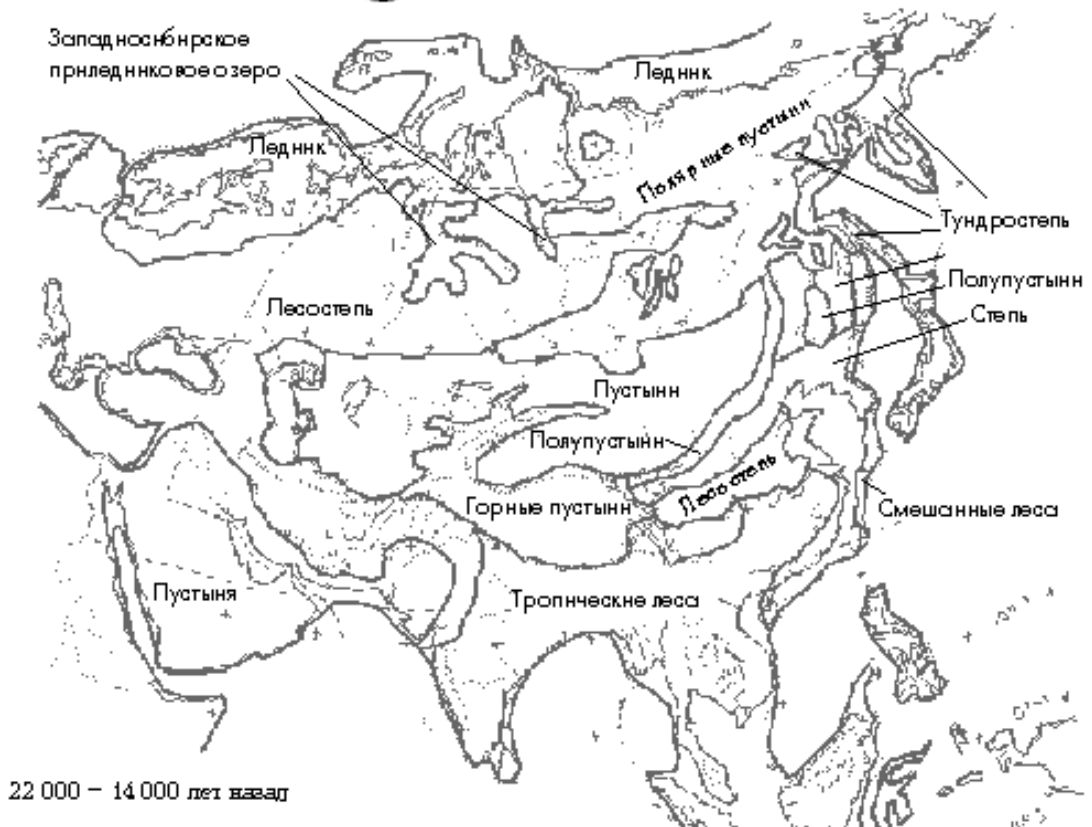 Западносибирское
приледниковое озеро
Ледник
Ледник
Полярные пустыни
Тундростепь
Полупустыни
Степь
Лесостепь
Пустыни
Полупустыни
Лесостепь
Горные пустыни
Смешанные леса
Пустыня
Тропические леса
22 000 – 14 000 лет назад